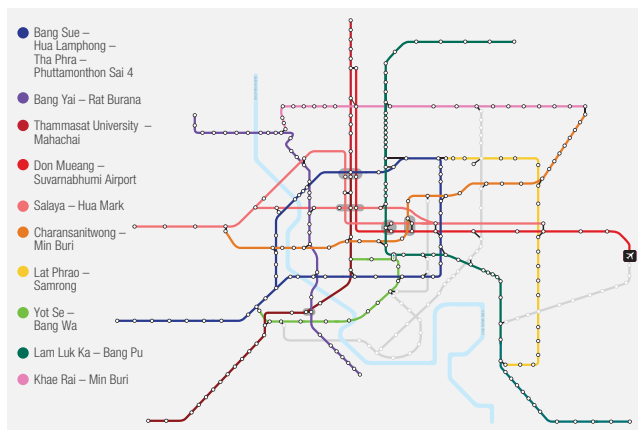 Bang Sue –
Hua Lamphong –
Tha Phra –
Phuttamonthon Sai 4
Bang Yai – Rat Burana
Thammasat University –
Mahachai
Don Mueang –
Suvarnabhumi Airport
Salaya – Hua Mark
Charansanitwong –
Min Buri
Lat Phrao –
Samrong
Yot Se –
Bang Wa
Lam Luk Ka – Bang Pu
Khae Rai – Min Buri